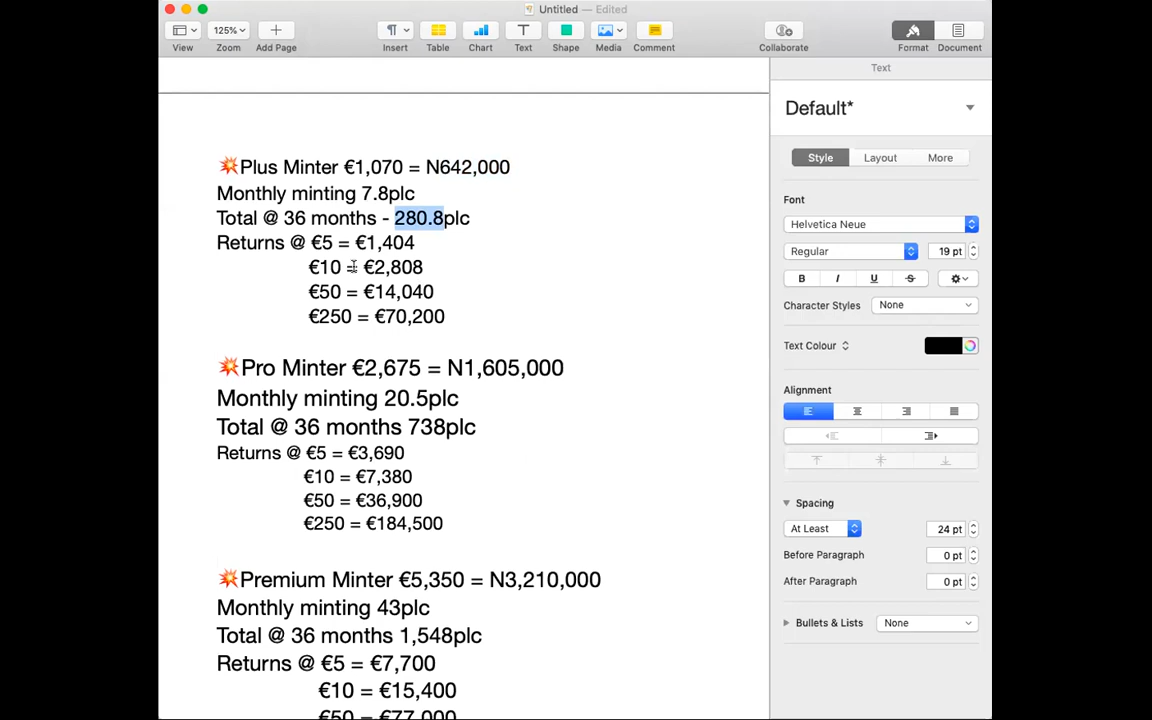 Untitled — Edited
View
125%
Zoom
Add Page
Insert
Table
Chart
Text
Shape
Media
Comment
Collaborate
Format
Document
Text
Default*
Style Layout More
Font
Helvetica Neue
Regular 19 pt
B I U S
Character Styles None
Text Colour
Alignment
Spacing
At Least 24 pt
Before Paragraph 0 pt
After Paragraph 0 pt
Bullets & Lists None
💥Plus Minter €1,070 = N642,000
Monthly minting 7.8plc
Total @ 36 months - 280.8plc
Returns @ €5 = €1,404
€10 = €2,808
€50 = €14,040
€250 = €70,200
💥Pro Minter €2,675 = N1,605,000
Monthly minting 20.5plc
Total @ 36 months 738plc
Returns @ €5 = €3,690
€10 = €7,380
€50 = €36,900
€250 = €184,500
💥Premium Minter €5,350 = N3,210,000
Monthly minting 43plc
Total @ 36 months 1,548plc
Returns @ €5 = €7,700
€10 = €15,400
€50 = €77,000